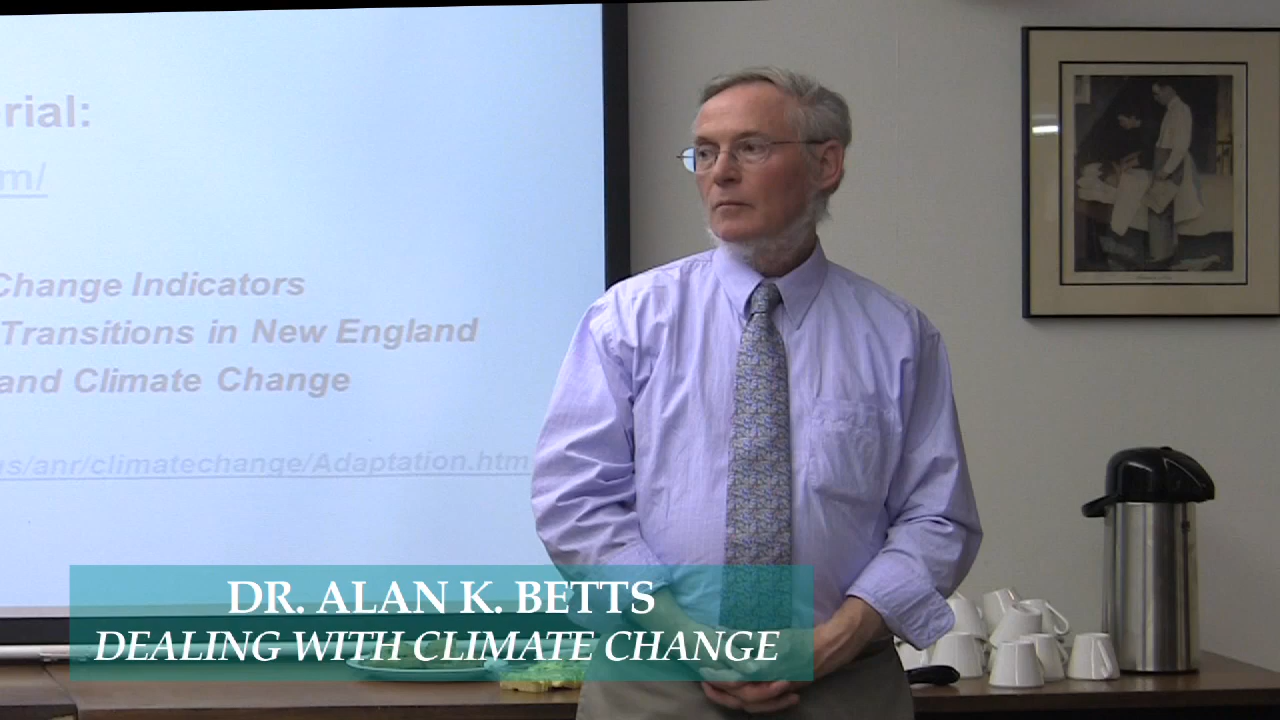 rial:
m/
Change Indicators
Transitions in New England
and Climate Change
us/anr/climatechange/Adaptation.htm
DR. ALAN K. BETTS
DEALING WITH CLIMATE CHANGE